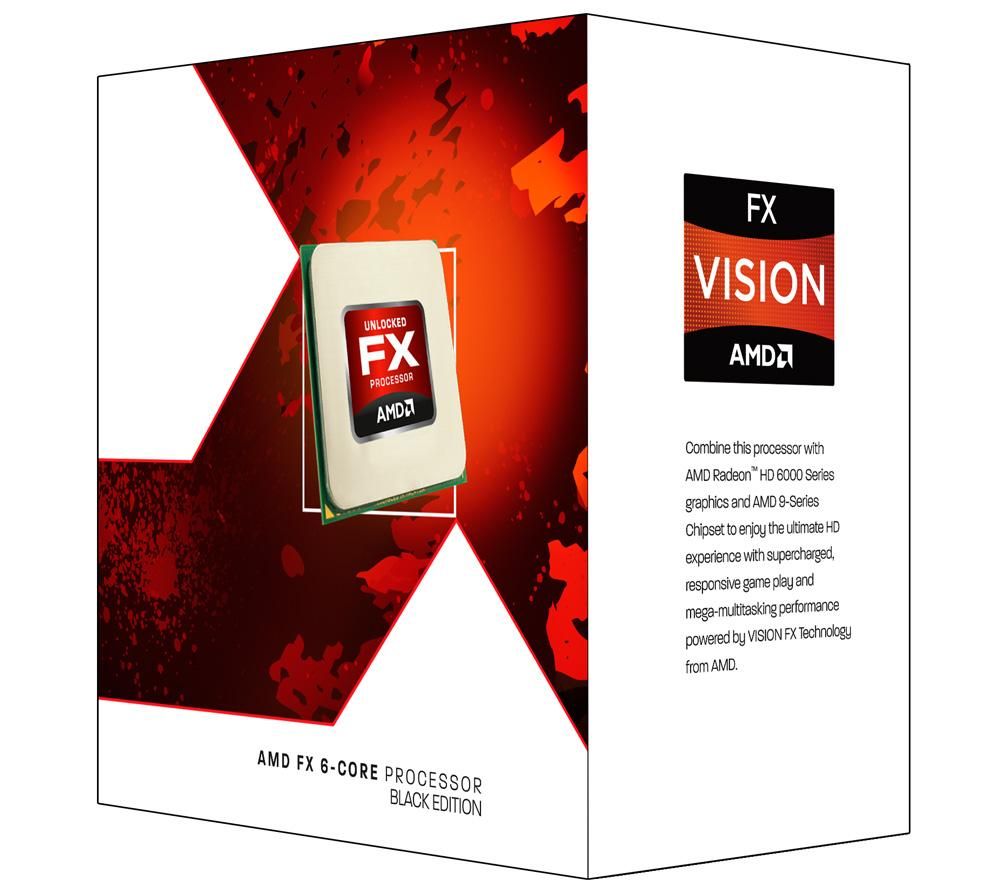 UNLOCKED
FX
PROCESSOR
AMD
AMD FX 6-CORE PROCESSOR
BLACK EDITION
FX
VISION
AMD
Combine this processor with
AMD Radeon™ HD 6000 Series
graphics and AMD 9-Series
Chipset to enjoy the ultimate HD
experience with supercharged,
responsive game play and
mega-multitasking performance
powered by VISION FX Technology
from AMD.